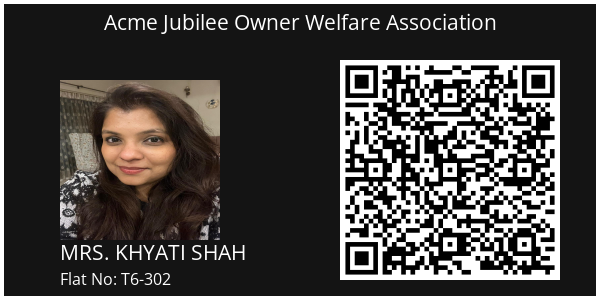 Acme Jubilee Owner Welfare Association
MRS. KHYATI SHAH
Flat No: T6-302